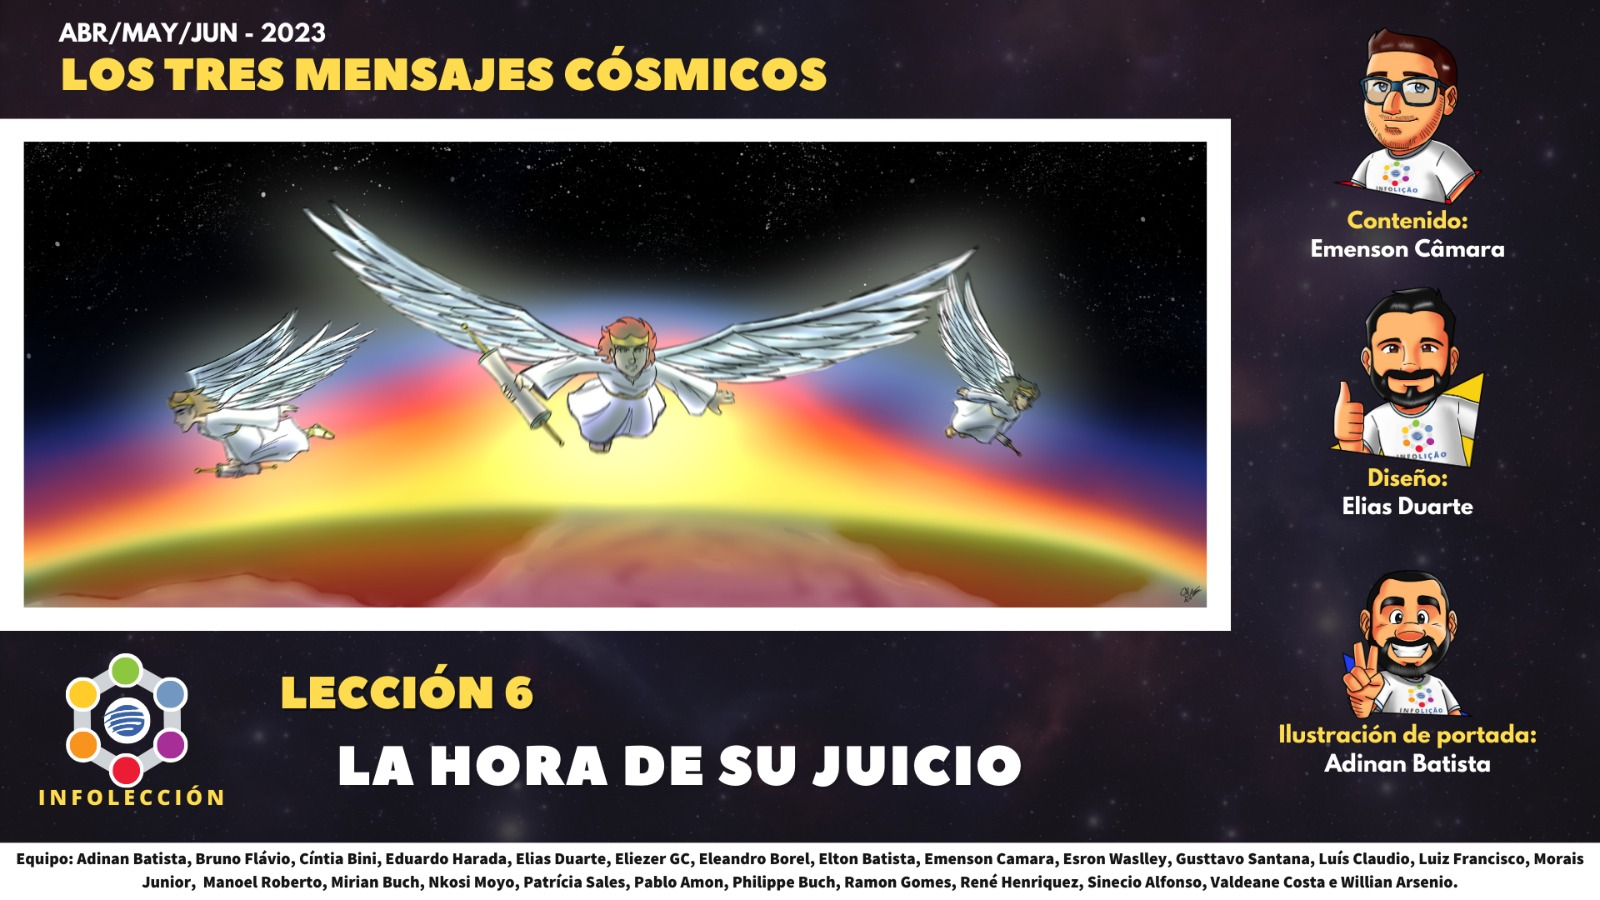 ABR/MAY/JUN - 2023
LOS TRES MENSAJES CÓSMICOS
INFOLIÇÃO
Contenido:
Emenson Câmara
INFOLIÇÃO
Diseño:
Elias Duarte
INFOLIÇÃO
Ilustración de portada:
Adinan Batista
INFOLECCIÓN
LECCIÓN 6
LA HORA DE SU JUICIO
Equipo: Adinan Batista, Bruno Flávio, Cíntia Bini, Eduardo Harada, Elias Duarte, Eliezer GC, Eleandro Borel, Elton Batista, Emenson Camara, Esron Waslley, Gusttavo Santana, Luís Claudio, Luiz Francisco, Morais
Junior, Manoel Roberto, Mirian Buch, Nkosi Moyo, Patrícia Sales, Pablo Amon, Philippe Buch, Ramon Gomes, René Henriquez, Sinecio Alfonso, Valdeane Costa e Willian Arsenio.